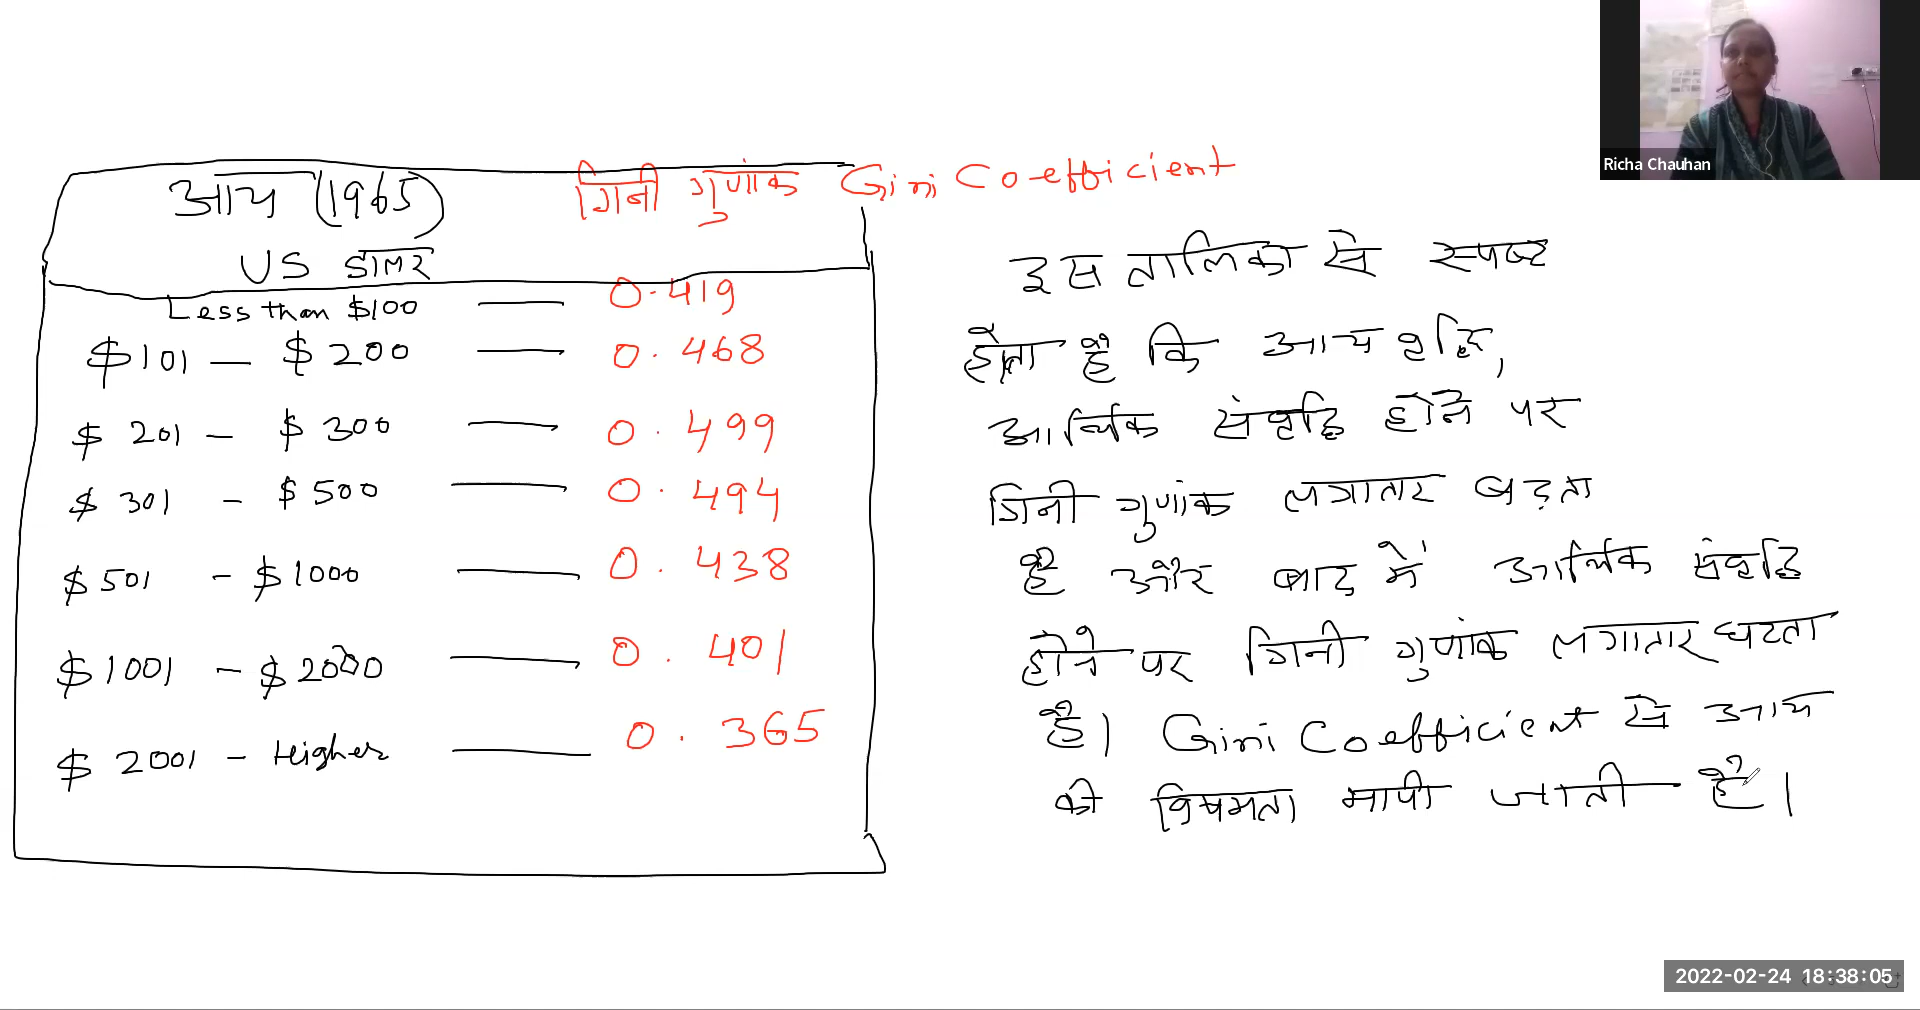 Richa Chauhan
आय (1965) गिनी गुणांक Gini Coefficient
US डालर
Less than $100 — 0.419
$101 — $200 — 0.468
$ 201 — $ 300 — 0.499
$ 301 - $ 500 — 0.494
$ 501 - $ 1000 — 0.438
$ 1001 - $ 2000 — 0.401
$ 2001 - Higher — 0.365
इस तालिका से स्पष्ट
होता है कि आय वृद्धि,
आर्थिक संवृद्धि होने पर
गिनी गुणांक लगातार बढ़ता
है और बाद में आर्थिक संवृद्धि
होने पर गिनी गुणांक लगातार घटता
है। Gini Coefficient से आय
की विषमता मापी जाती है।
2022-02-24 18:38:05